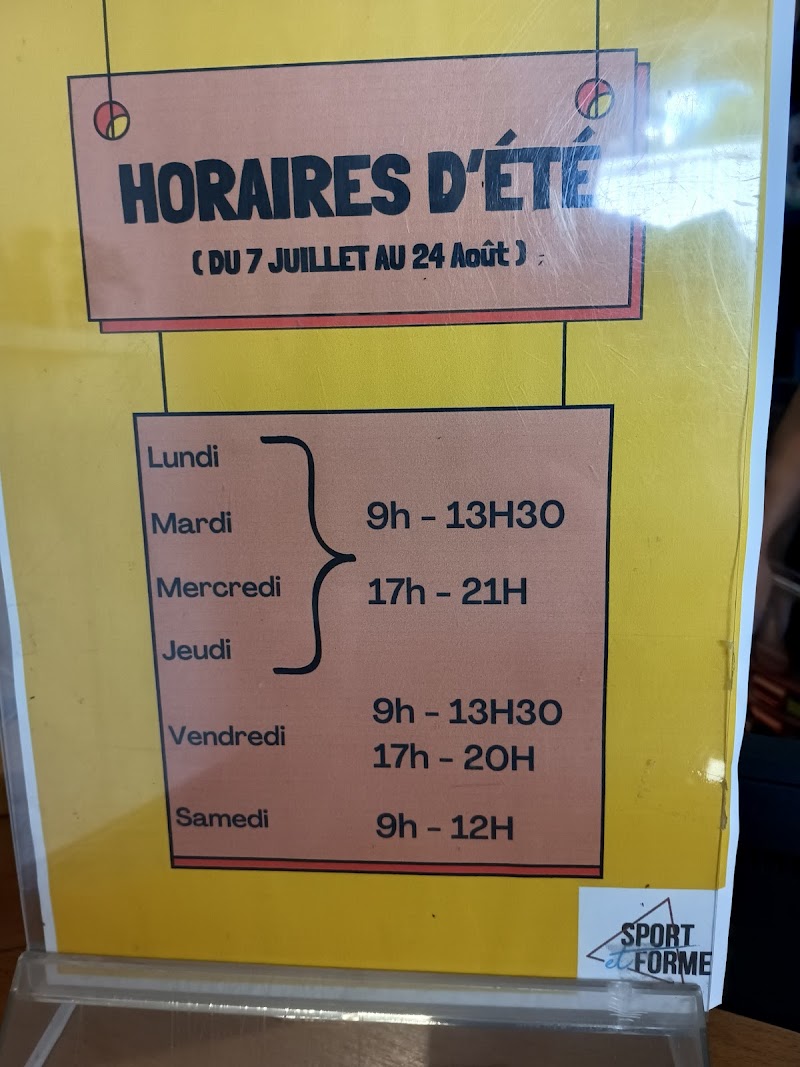 HORAIRES D'ÉTÉ
( DU 7 JUILLET AU 24 Août )
Lundi
Mardi
Mercredi
Jeudi
9h - 13H30
17h - 21H
Vendredi
9h - 13H30
17h - 20H
Samedi
9h - 12H
SPORT
et FORME